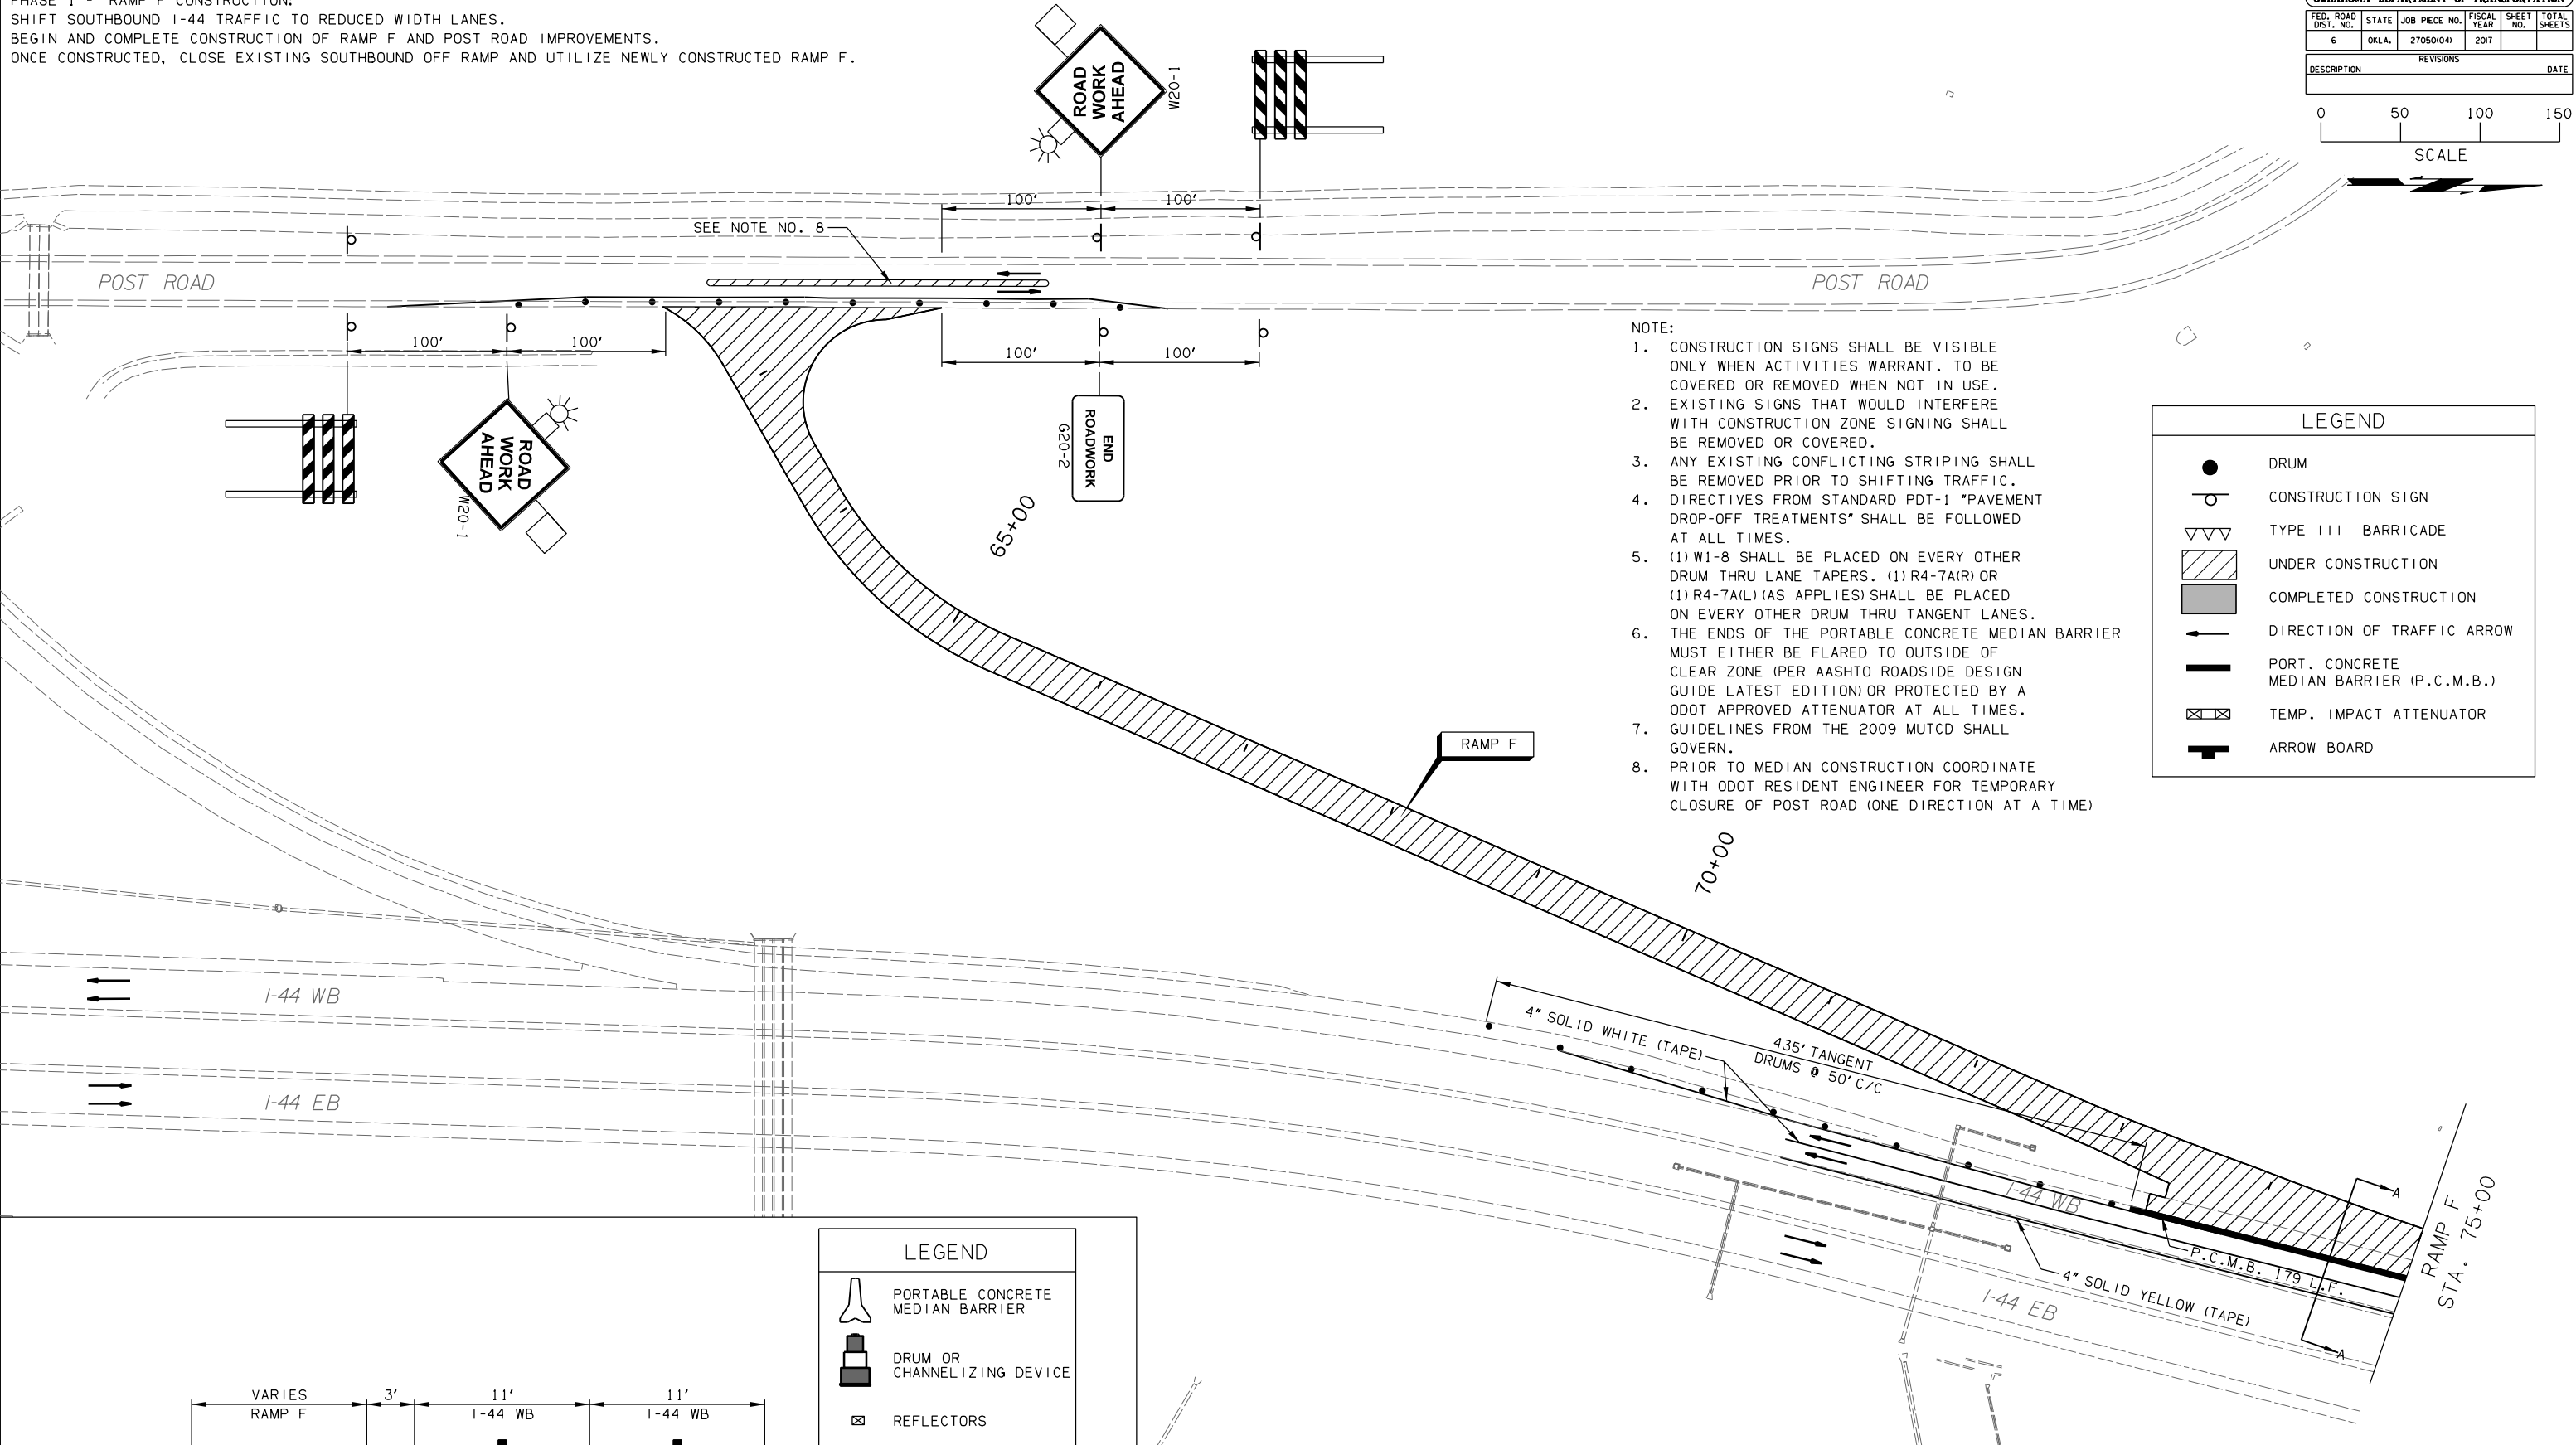 PHASE 1 - RAMP F CONSTRUCTION.
SHIFT SOUTHBOUND I-44 TRAFFIC TO REDUCED WIDTH LANES.
BEGIN AND COMPLETE CONSTRUCTION OF RAMP F AND POST ROAD IMPROVEMENTS.
ONCE CONSTRUCTED, CLOSE EXISTING SOUTHBOUND OFF RAMP AND UTILIZE NEWLY CONSTRUCTED RAMP F.
OKLAHOMA DEPARTMENT OF TRANSPORTATION
FED. ROAD DIST. NO. STATE JOB PIECE NO. FISCAL YEAR SHEET NO. TOTAL SHEETS
6 OKLA. 27050(04) 2017
REVISIONS
DESCRIPTION DATE
0 50 100 150
SCALE
ROAD
WORK
AHEAD
W20-1
100' 100'
SEE NOTE NO. 8
POST ROAD
POST ROAD
100' 100'
100' 100'
ROAD
WORK
AHEAD
W20-1
END
ROADWORK
G20-2
65+00
NOTE:
1. CONSTRUCTION SIGNS SHALL BE VISIBLE
ONLY WHEN ACTIVITIES WARRANT. TO BE
COVERED OR REMOVED WHEN NOT IN USE.
2. EXISTING SIGNS THAT WOULD INTERFERE
WITH CONSTRUCTION ZONE SIGNING SHALL
BE REMOVED OR COVERED.
3. ANY EXISTING CONFLICTING STRIPING SHALL
BE REMOVED PRIOR TO SHIFTING TRAFFIC.
4. DIRECTIVES FROM STANDARD PDT-1 "PAVEMENT
DROP-OFF TREATMENTS" SHALL BE FOLLOWED
AT ALL TIMES.
5. (1) W1-8 SHALL BE PLACED ON EVERY OTHER
DRUM THRU LANE TAPERS. (1) R4-7A(R) OR
(1) R4-7A(L) (AS APPLIES) SHALL BE PLACED
ON EVERY OTHER DRUM THRU TANGENT LANES.
6. THE ENDS OF THE PORTABLE CONCRETE MEDIAN BARRIER
MUST EITHER BE FLARED TO OUTSIDE OF
CLEAR ZONE (PER AASHTO ROADSIDE DESIGN
GUIDE LATEST EDITION) OR PROTECTED BY A
ODOT APPROVED ATTENUATOR AT ALL TIMES.
7. GUIDELINES FROM THE 2009 MUTCD SHALL
GOVERN.
8. PRIOR TO MEDIAN CONSTRUCTION COORDINATE
WITH ODOT RESIDENT ENGINEER FOR TEMPORARY
CLOSURE OF POST ROAD (ONE DIRECTION AT A TIME)
LEGEND
DRUM
CONSTRUCTION SIGN
TYPE III BARRICADE
UNDER CONSTRUCTION
COMPLETED CONSTRUCTION
DIRECTION OF TRAFFIC ARROW
PORT. CONCRETE
MEDIAN BARRIER (P.C.M.B.)
TEMP. IMPACT ATTENUATOR
ARROW BOARD
RAMP F
70+00
I-44 WB
I-44 EB
4" SOLID WHITE (TAPE)
435' TANGENT
DRUMS @ 50' C/C
I-44 WB
P.C.M.B. 179 L.F.
4" SOLID YELLOW (TAPE)
I-44 EB
A
A
RAMP F
STA. 75+00
LEGEND
PORTABLE CONCRETE
MEDIAN BARRIER
DRUM OR
CHANNELIZING DEVICE
REFLECTORS
VARIES 3' 11' 11'
RAMP F I-44 WB I-44 WB